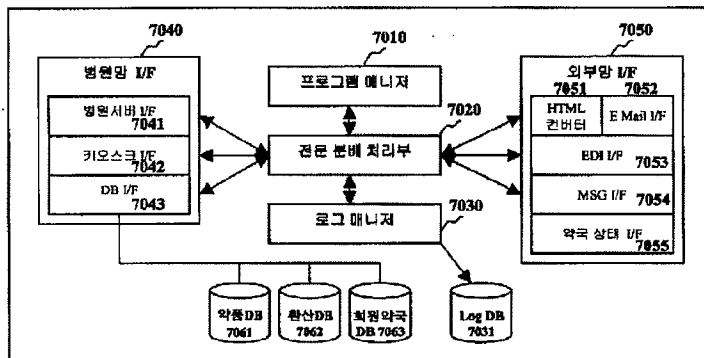 7040
병원망 I/F
병원서버 I/F
7041
키오스크 I/F
7042
DB I/F
7043
7010
프로그램 매니저
7020
전문 분배 처리부
7030
로그 매니저
7050
외부망 I/F
7051
7052
HTML
컨버터
E Mail I/F
EDI I/F
7053
MSG I/F
7054
약국 상태 I/F
7055
약품DB
7061
환산DB
7062
회원약국
DB 7063
Log DB
7031